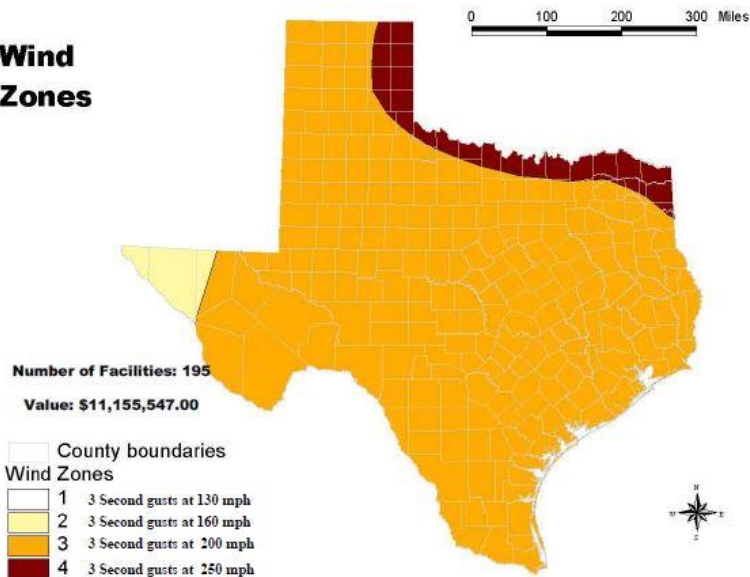 Wind
Zones
0 100 200 300 Miles
Number of Facilities: 195
Value: $11,155,547.00
County boundaries
Wind Zones
1 3 Second gusts at 130 mph
2 3 Second gusts at 160 mph
3 3 Second gusts at 200 mph
4 3 Second gusts at 250 mph
N
W E
S